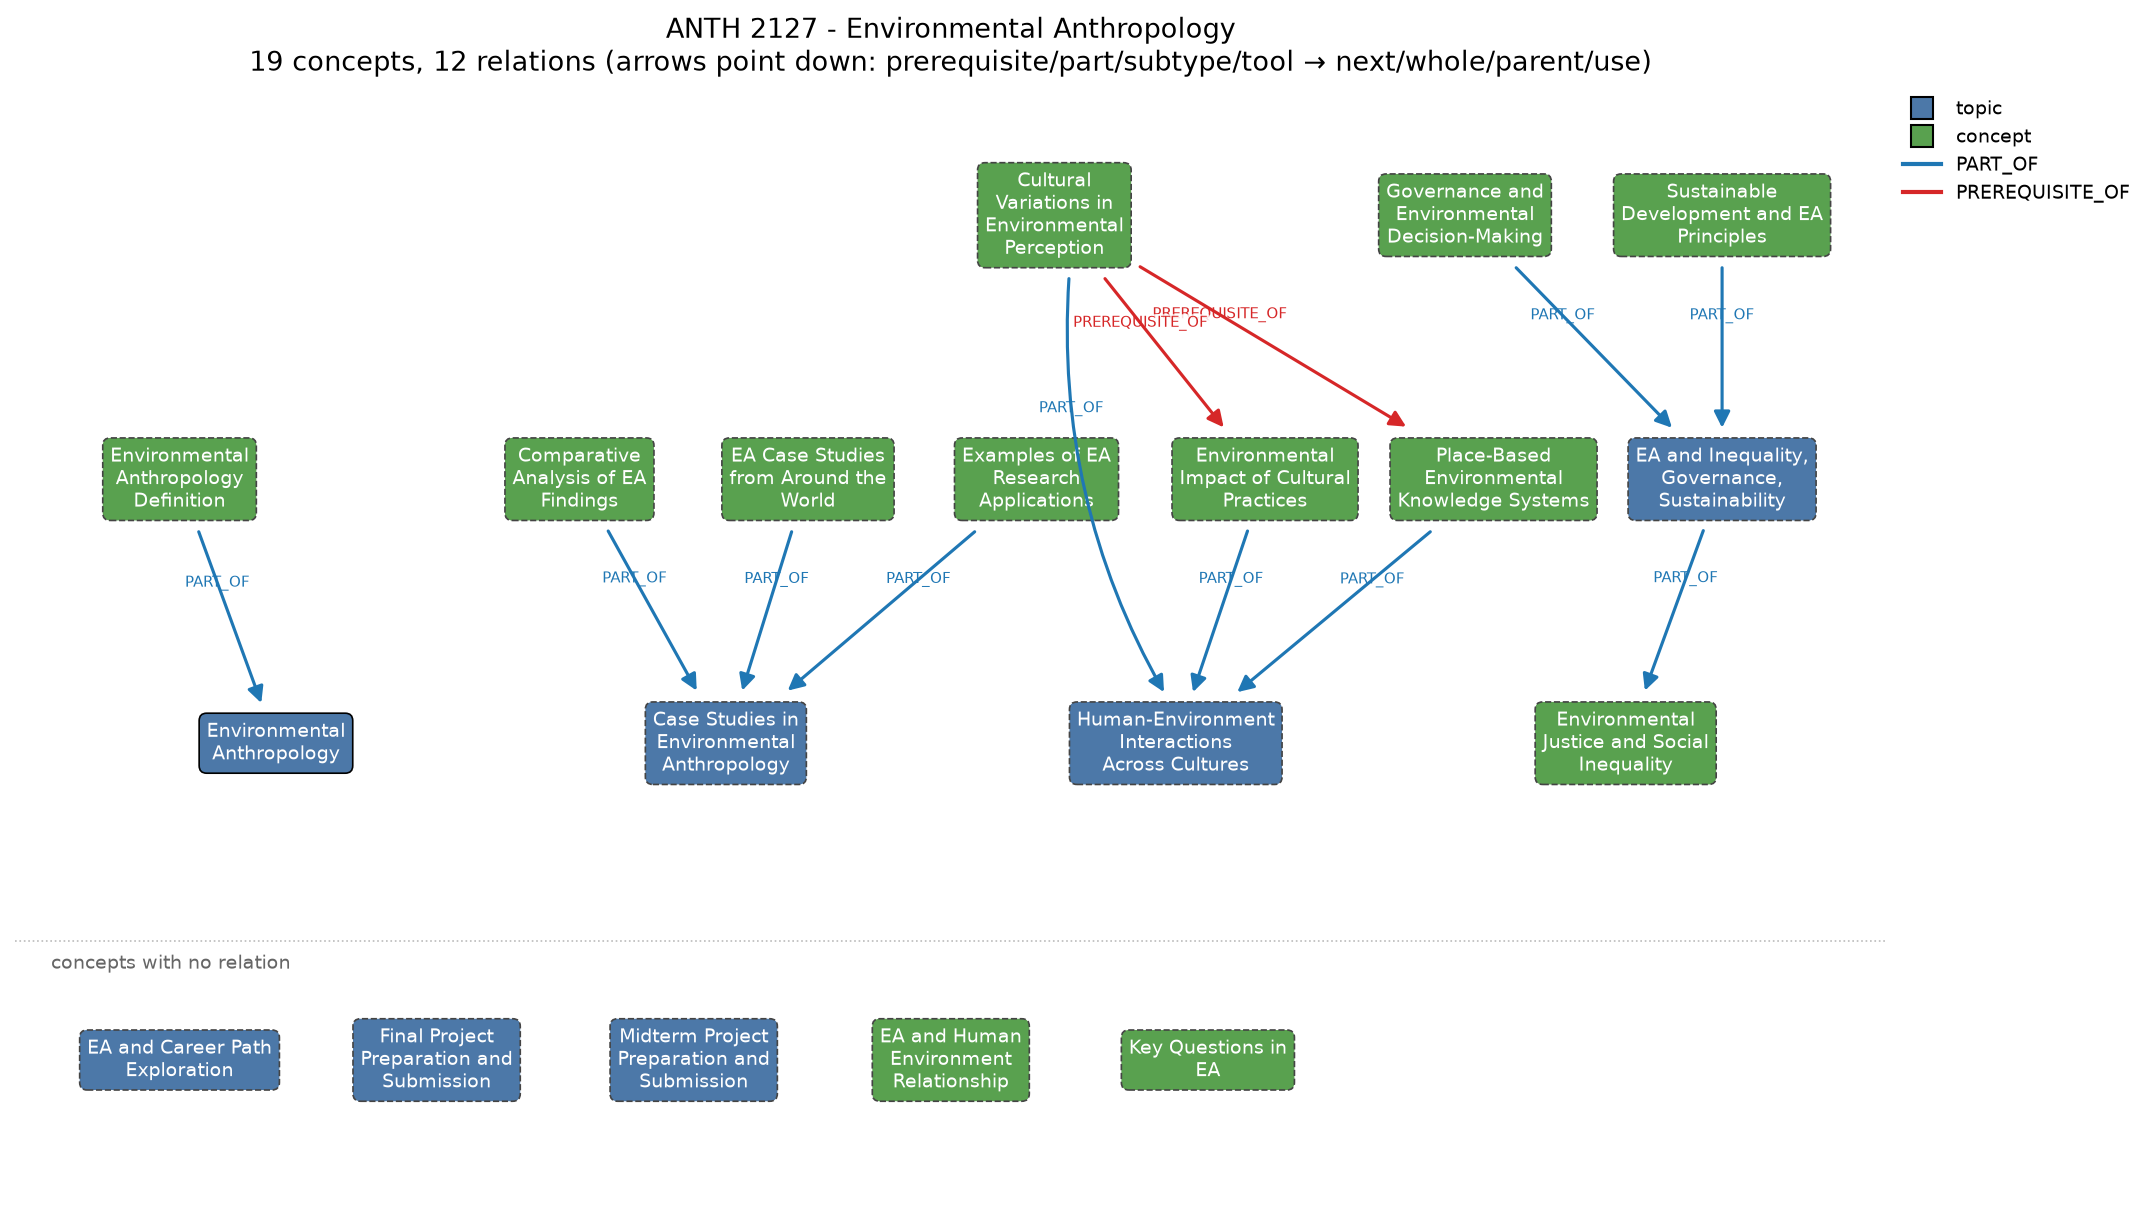 ANTH 2127 - Environmental Anthropology
19 concepts, 12 relations (arrows point down: prerequisite/part/subtype/tool → next/whole/parent/use)
topic
concept
PART_OF
PREREQUISITE_OF
Cultural
Variations in
Environmental
Perception
Governance and
Environmental
Decision-Making
Sustainable
Development and EA
Principles
PREREQUISITE_OF
PREREQUISITE_OF
PART_OF
PART_OF
PART_OF
Environmental
Anthropology
Definition
Comparative
Analysis of EA
Findings
EA Case Studies
from Around the
World
Examples of EA
Research
Applications
Environmental
Impact of Cultural
Practices
Place-Based
Environmental
Knowledge Systems
EA and Inequality,
Governance,
Sustainability
PART_OF
PART_OF
PART_OF
PART_OF
PART_OF
PART_OF
PART_OF
Environmental
Anthropology
Case Studies in
Environmental
Anthropology
Human-Environment
Interactions
Across Cultures
Environmental
Justice and Social
Inequality
concepts with no relation
EA and Career Path
Exploration
Final Project
Preparation and
Submission
Midterm Project
Preparation and
Submission
EA and Human
Environment
Relationship
Key Questions in
EA